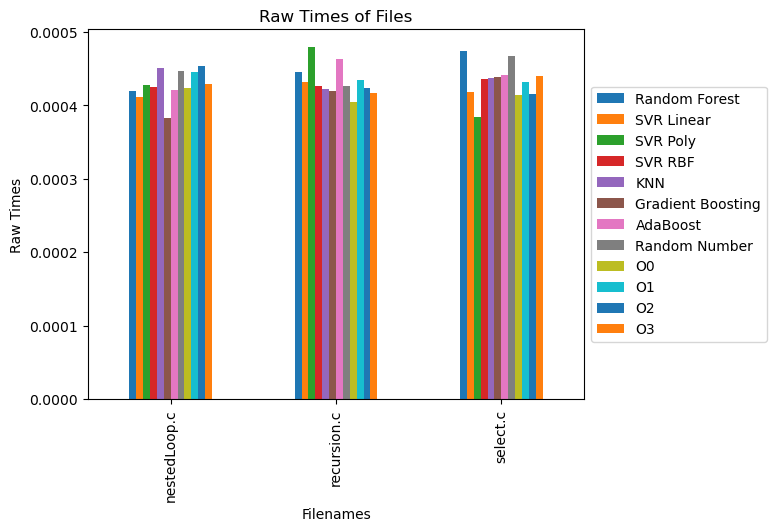 Raw Times of Files
0.0005
0.0004
0.0003
0.0002
0.0001
0.0000
Raw Times
nestedLoop.c
recursion.c
select.c
Filenames
Random Forest
SVR Linear
SVR Poly
SVR RBF
KNN
Gradient Boosting
AdaBoost
Random Number
O0
O1
O2
O3